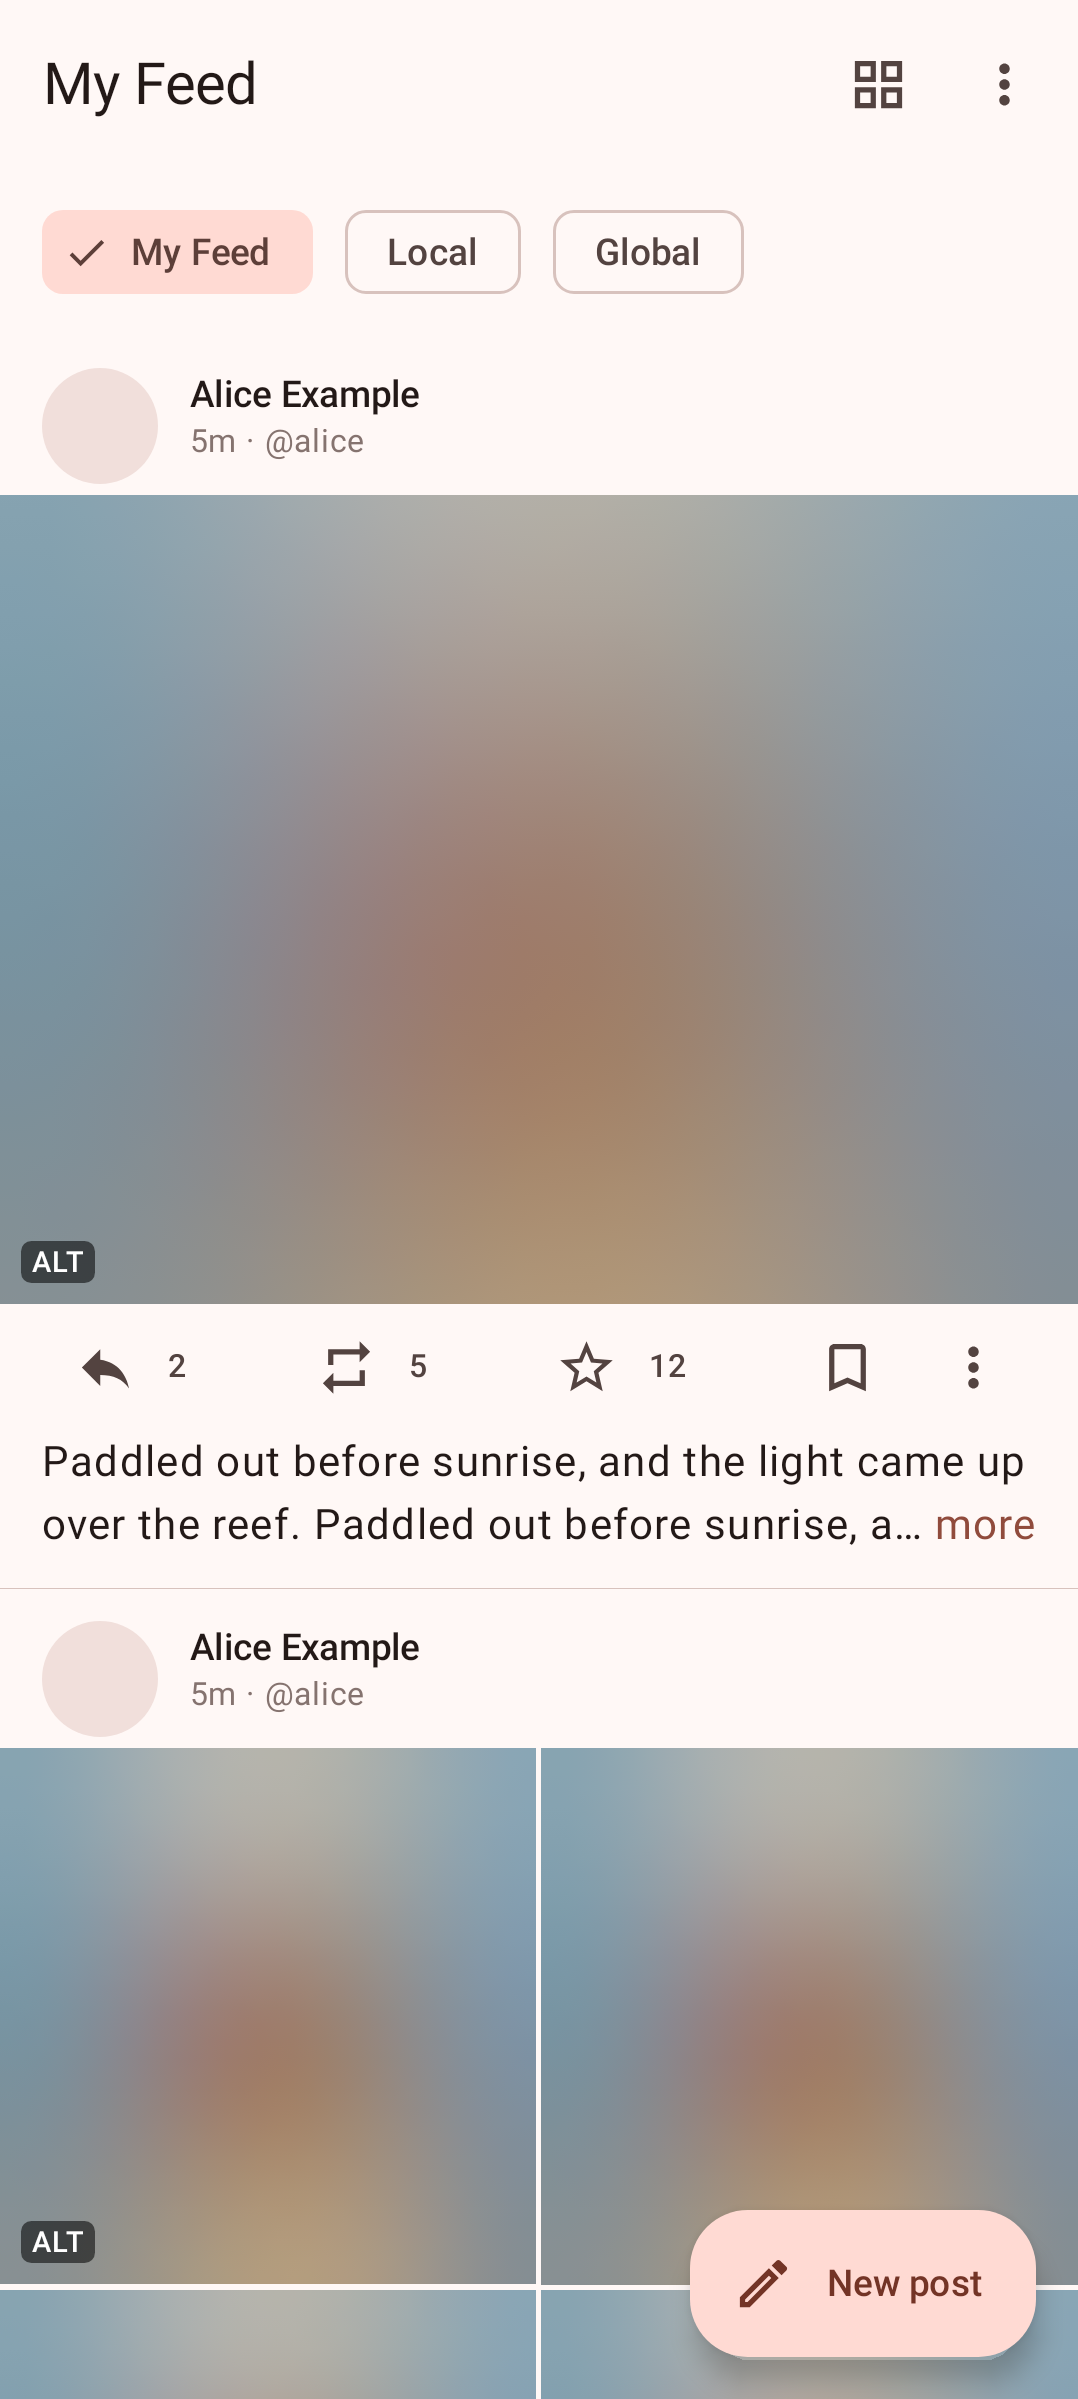 My Feed
My Feed
Local
Global
Alice Example
5m · @alice
ALT
2
5
12
Paddled out before sunrise, and the light came up
over the reef. Paddled out before sunrise, a… more
Alice Example
5m · @alice
ALT
New post